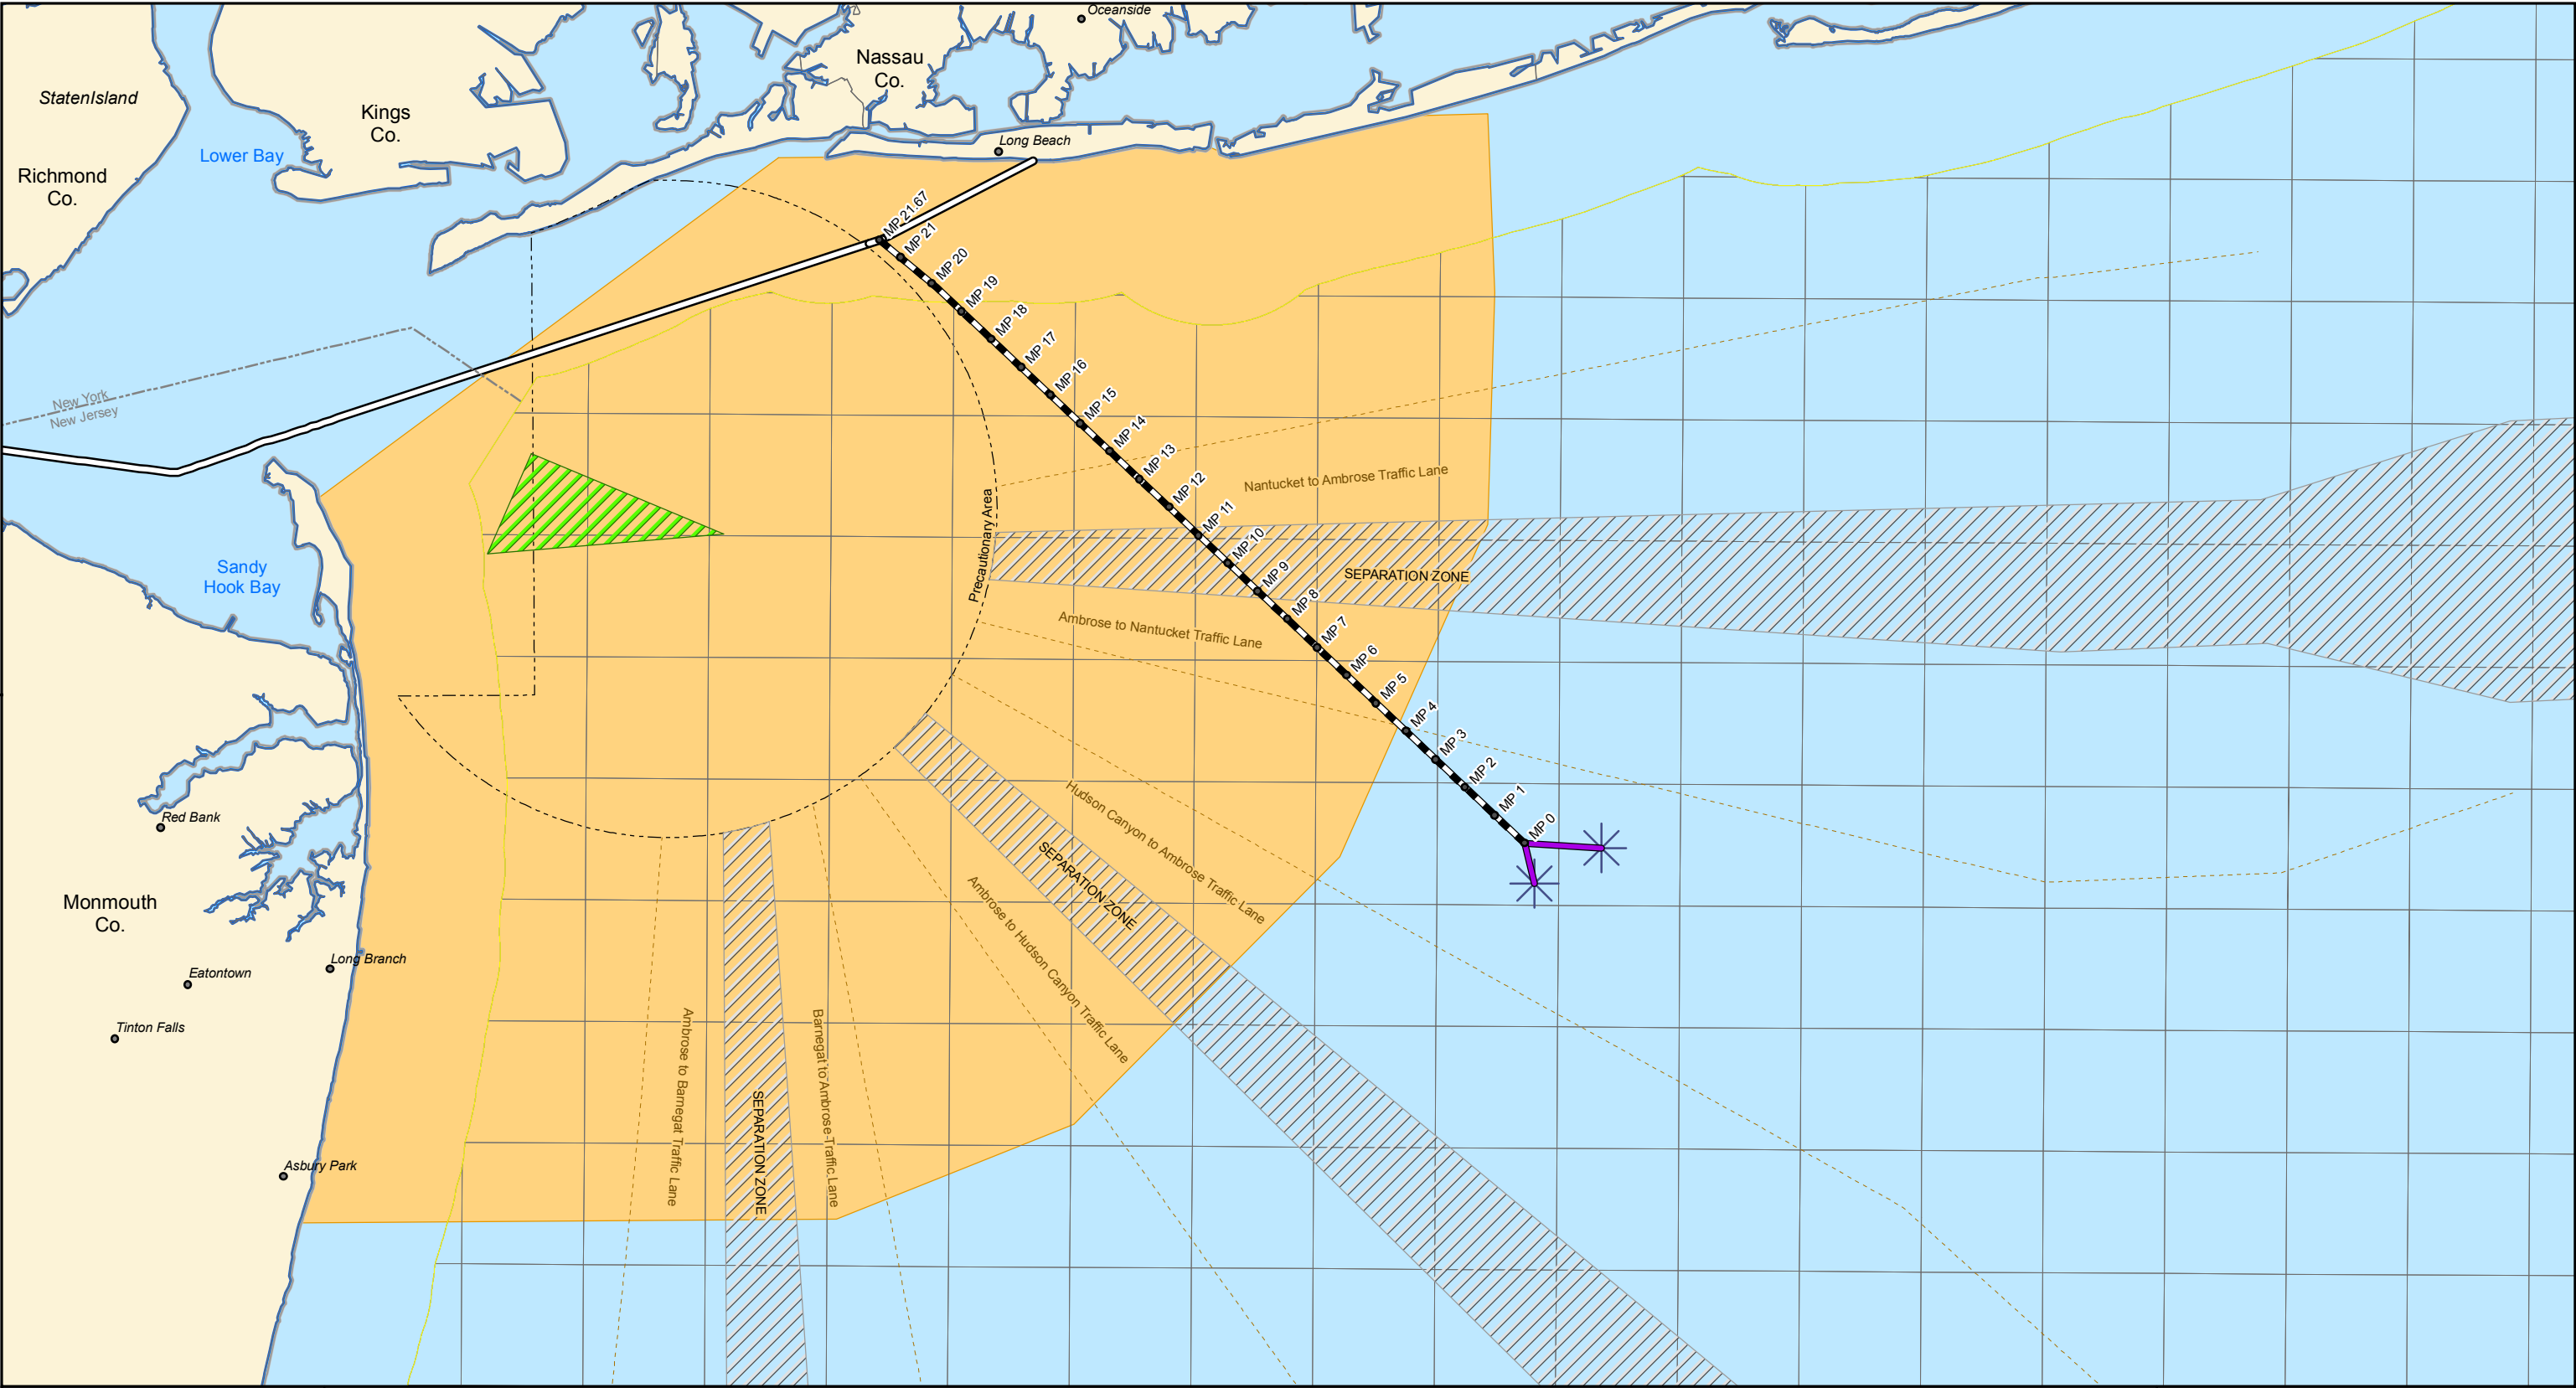 Oceanside
Nassau
Co.
StatenIsland
Kings
Co.
Long Beach
Lower Bay
Richmond
Co.
MP 21.67
MP 21
MP 20
MP 19
MP 18
MP 17
MP 16
MP 15
MP 14
MP 13
MP 12
MP 11
MP 10
MP 9
MP 8
MP 7
MP 6
MP 5
MP 4
MP 3
MP 2
MP 1
MP 0
New York
New Jersey
Nantucket to Ambrose Traffic Lane
Precautionary Area
SEPARATION ZONE
Sandy
Hook Bay
Ambrose to Nantucket Traffic Lane
Hudson Canyon to Ambrose Traffic Lane
SEPARATION ZONE
Ambrose to Hudson Canyon Traffic Lane
Red Bank
Monmouth
Co.
Long Branch
Eatontown
Tinton Falls
Asbury Park
Ambrose to Barnegat Traffic Lane
SEPARATION ZONE
Barnegat to Ambrose Traffic Lane